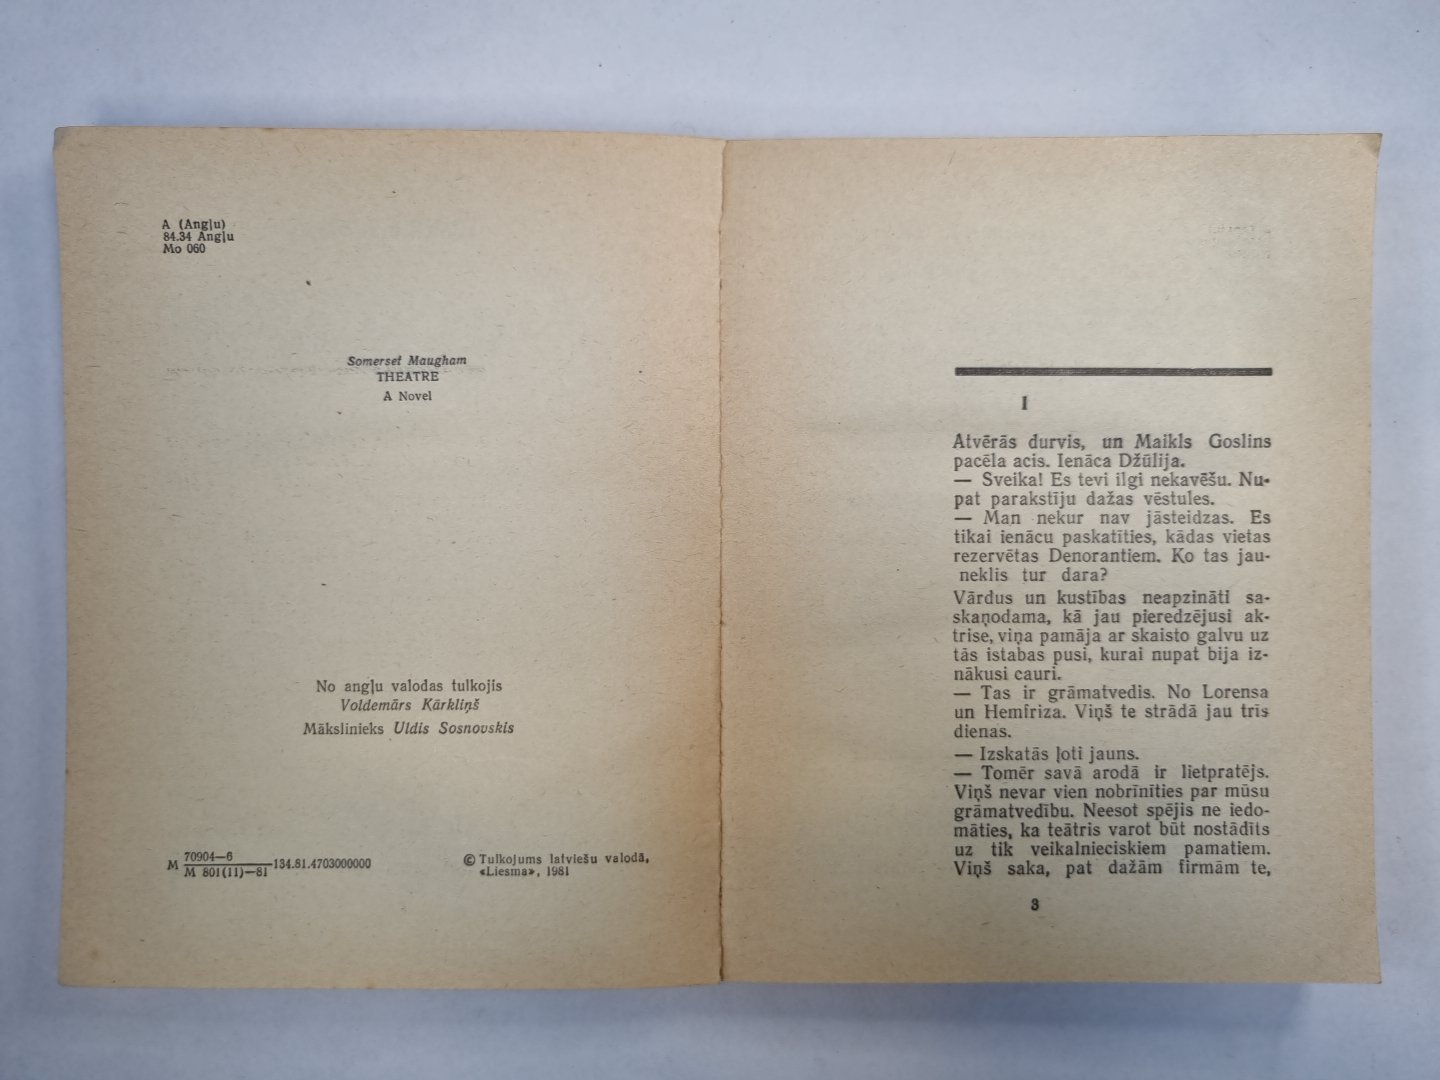 A (Angļu)
84.34 Angļu
Mo 060
Somerset Maugham
THEATRE
A Novel
No angļu valodas tulkojis
Voldemārs Kārkliņš
Mākslinieks Uldis Sosnovskis
M 70904—6
M 801(11)—81
134.81.4703000000
© Tulkojums latviešu valodā,
«Liesma», 1981
I
Atvērās durvis, un Maikls Goslins
pacēla acis. Ienāca Džūlija.
— Sveika! Es tevi ilgi nekavēšu. Nu-
pat parakstīju dažas vēstules.
— Man nekur nav jāsteidzas. Es
tikai ienācu paskatīties, kādas vietas
rezervētas Denorantiem. Ko tas jau-
neklis tur dara?
Vārdus un kustības neapzināti sa-
skaņodama, kā jau pieredzējusi ak-
trise, viņa pamāja ar skaisto galvu uz
tās istabas pusi, kurai nupat bija iz-
nākusi cauri.
— Tas ir grāmatvedis. No Lorensa
un Hemfriza. Viņš te strādā jau trīs
dienas.
— Izskatās ļoti jauns.
— Tomēr savā arodā ir lietpratējs.
Viņš nevar vien nobrīnīties par mūsu
grāmatvedību. Neesot spējis ne iedo-
māties, ka teātris varot būt nostādīts
uz tik veikalnieciskiem pamatiem.
Viņš saka, pat dažām firmām te,
3